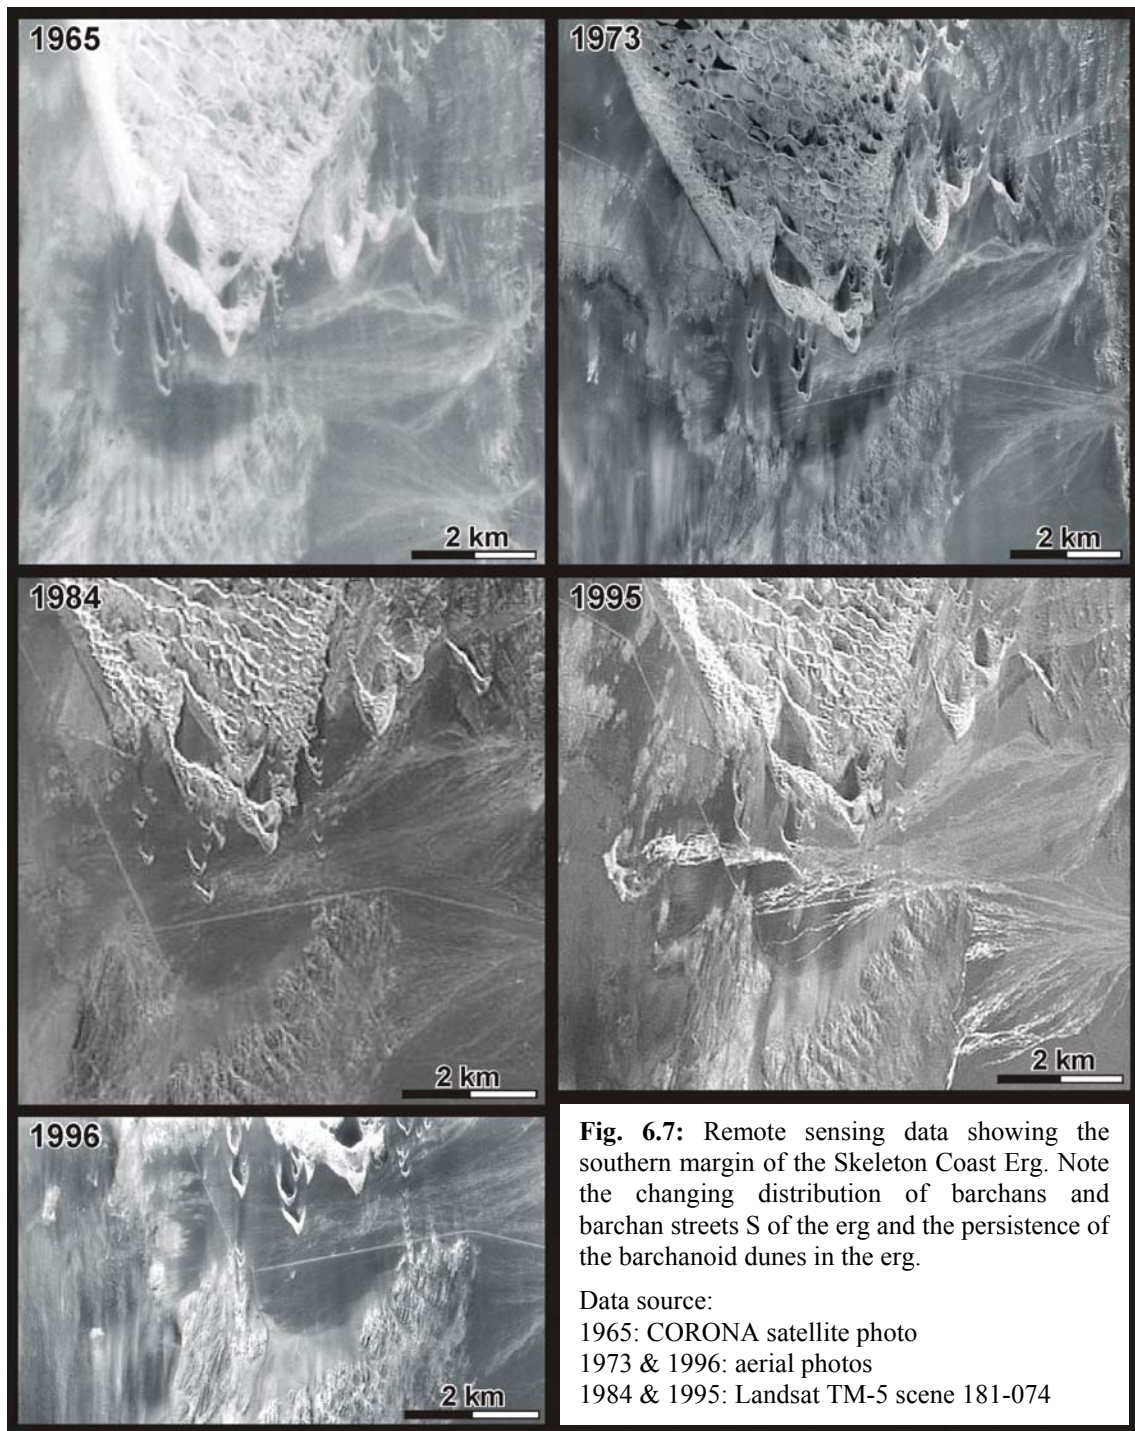 1965
1973
2 km
2 km
1984
1995
2 km
2 km
1996
2 km
Fig. 6.7: Remote sensing data showing the
southern margin of the Skeleton Coast Erg. Note
the changing distribution of barchans and
barchan streets S of the erg and the persistence of
the barchanoid dunes in the erg.
Data source:
1965: CORONA satellite photo
1973 & 1996: aerial photos
1984 & 1995: Landsat TM-5 scene 181-074